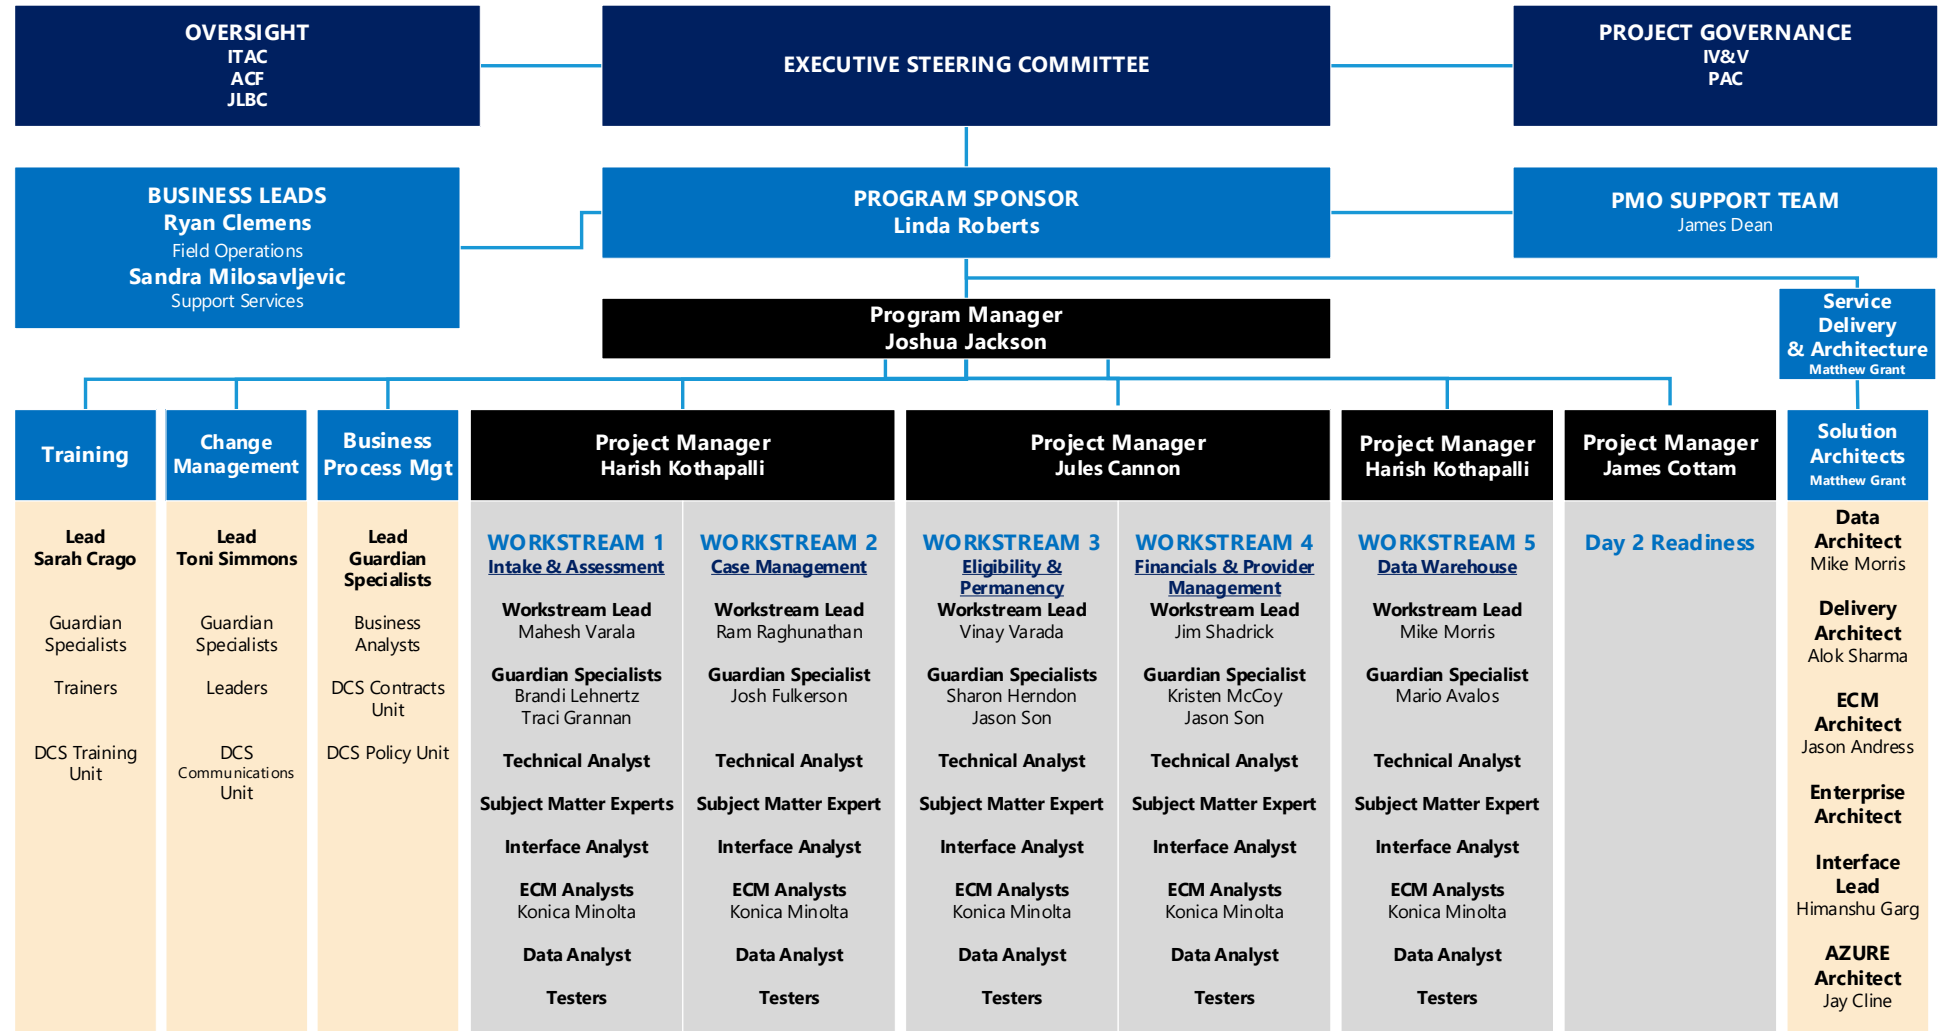 OVERSIGHT
ITAC
ACF
JLBC
EXECUTIVE STEERING COMMITTEE
PROJECT GOVERNANCE
IV&V
PAC
BUSINESS LEADS
Ryan Clemens
Field Operations
Sandra Milosavljevic
Support Services
PROGRAM SPONSOR
Linda Roberts
PMO SUPPORT TEAM
James Dean
Program Manager
Joshua Jackson
Service
Delivery
& Architecture
Matthew Grant
Training
Lead
Sarah Crago
Guardian
Specialists
Trainers
DCS Training
Unit
Change
Management
Lead
Toni Simmons
Guardian
Specialists
Leaders
DCS
Communications
Unit
Business
Process Mgt
Lead
Guardian
Specialists
Business
Analysts
DCS Contracts
Unit
DCS Policy Unit
Project Manager
Harish Kothapalli
WORKSTREAM 1
Intake & Assessment
Workstream Lead
Mahesh Varala
Guardian Specialists
Brandi Lehnertz
Traci Grannan
Technical Analyst
Subject Matter Experts
Interface Analyst
ECM Analysts
Konica Minolta
Data Analyst
Testers
WORKSTREAM 2
Case Management
Workstream Lead
Ram Raghunathan
Guardian Specialist
Josh Fulkerson
Technical Analyst
Subject Matter Expert
Interface Analyst
ECM Analysts
Konica Minolta
Data Analyst
Testers
Project Manager
Jules Cannon
WORKSTREAM 3
Eligibility &
Permanency
Workstream Lead
Vinay Varada
Guardian Specialists
Sharon Herndon
Jason Son
Technical Analyst
Subject Matter Expert
Interface Analyst
ECM Analysts
Konica Minolta
Data Analyst
Testers
WORKSTREAM 4
Financials & Provider
Management
Workstream Lead
Jim Shadrick
Guardian Specialist
Kristen McCoy
Jason Son
Technical Analyst
Subject Matter Expert
Interface Analyst
ECM Analysts
Konica Minolta
Data Analyst
Testers
Project Manager
Harish Kothapalli
WORKSTREAM 5
Data Warehouse
Workstream Lead
Mike Morris
Guardian Specialist
Mario Avalos
Technical Analyst
Subject Matter Expert
Interface Analyst
ECM Analysts
Konica Minolta
Data Analyst
Testers
Project Manager
James Cottam
Day 2 Readiness
Solution
Architects
Matthew Grant
Data
Architect
Mike Morris
Delivery
Architect
Alok Sharma
ECM
Architect
Jason Andress
Enterprise
Architect
Interface
Lead
Himanshu Garg
AZURE
Architect
Jay Cline